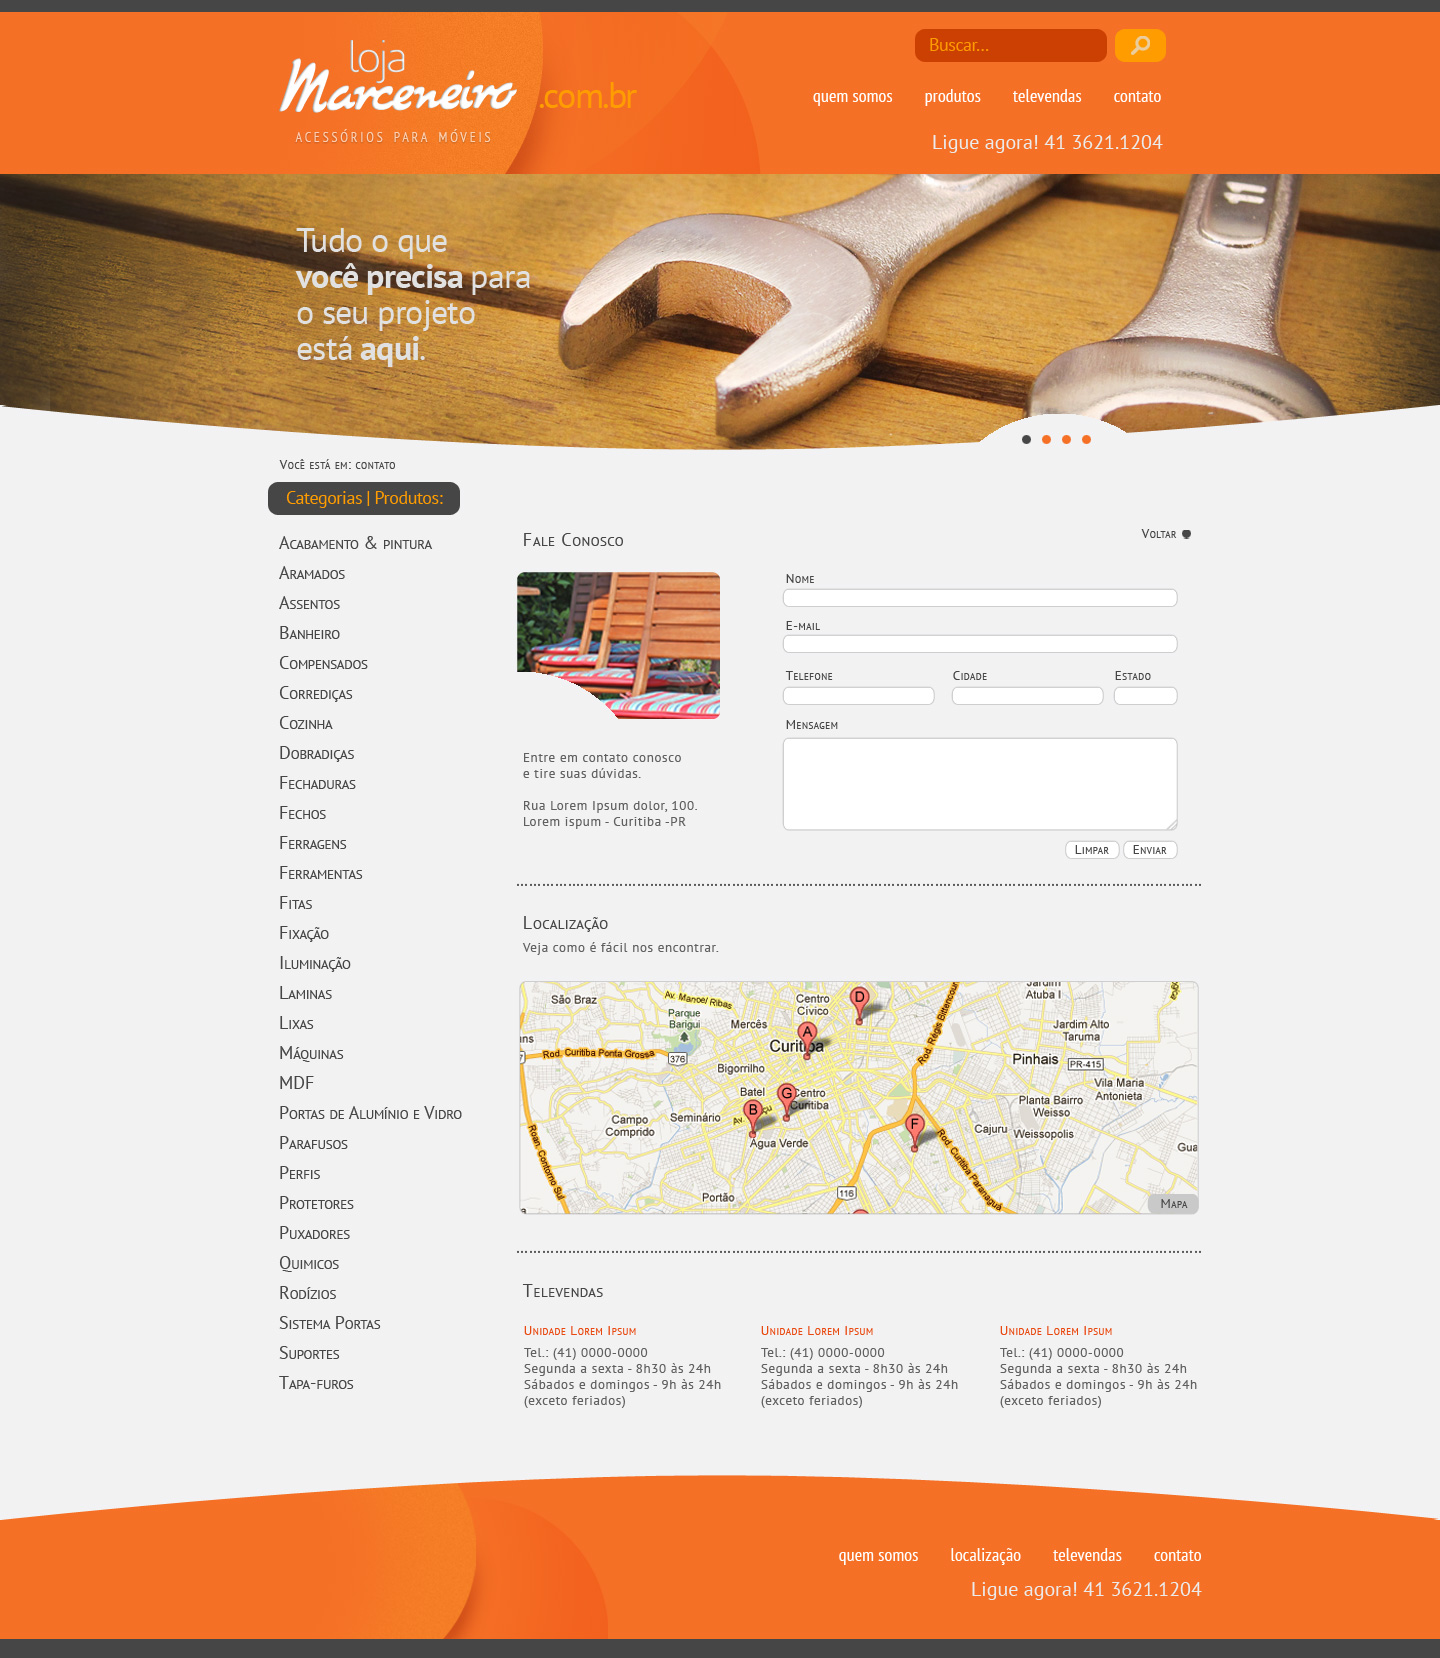 loja
Marceneiro
.com.br
ACESSÓRIOS PARA MÓVEIS
Buscar...
quem somos produtos televendas contato
Ligue agora! 41 3621.1204
11
Tudo o que
você precisa para
o seu projeto
está aqui.
Você está em: contato
Categorias | Produtos:
Acabamento & pintura
Aramados
Assentos
Banheiro
Compensados
Corrediças
Cozinha
Dobradiças
Fechaduras
Fechos
Ferragens
Ferramentas
Fitas
Fixação
Iluminação
Laminas
Lixas
Máquinas
MDF
Portas de Alumínio e Vidro
Parafusos
Perfis
Protetores
Puxadores
Quimicos
Rodízios
Sistema Portas
Suportes
Tapa-furos
Fale Conosco
Voltar
Entre em contato conosco
e tire suas dúvidas.
Rua Lorem Ipsum dolor, 100.
Lorem ispum - Curitiba -PR
Nome
E-mail
Telefone Cidade Estado
Mensagem
Limpar Enviar
Localização
Veja como é fácil nos encontrar.
São Braz
Av. Manoel Ribas
Parque
Barigui
Mercês
Centro
Cívico
D
A
Curitiba
Rod. Régis Bittencour
Jardim
Atuba I
Jardim Alto
Taruma
Pinhais
PR-415
ans
Rod. Curitiba Ponta Grossa
376
Bigorrilho
Batel
G
Centro
Curitiba
B
Av.
Seminário
Água Verde
F
Campo
Comprido
Vila Maria
Antonieta
Planta Bairro
Weisso
Cajuru
Weissopolis
Gua
Roan. Contorno Sul
Rod. Curitiba Paranaguá
Portão
116
Mapa
Televendas
Unidade Lorem Ipsum
Tel.: (41) 0000-0000
Segunda a sexta - 8h30 às 24h
Sábados e domingos - 9h às 24h
(exceto feriados)
Unidade Lorem Ipsum
Tel.: (41) 0000-0000
Segunda a sexta - 8h30 às 24h
Sábados e domingos - 9h às 24h
(exceto feriados)
Unidade Lorem Ipsum
Tel.: (41) 0000-0000
Segunda a sexta - 8h30 às 24h
Sábados e domingos - 9h às 24h
(exceto feriados)
quem somos localização televendas contato
Ligue agora! 41 3621.1204